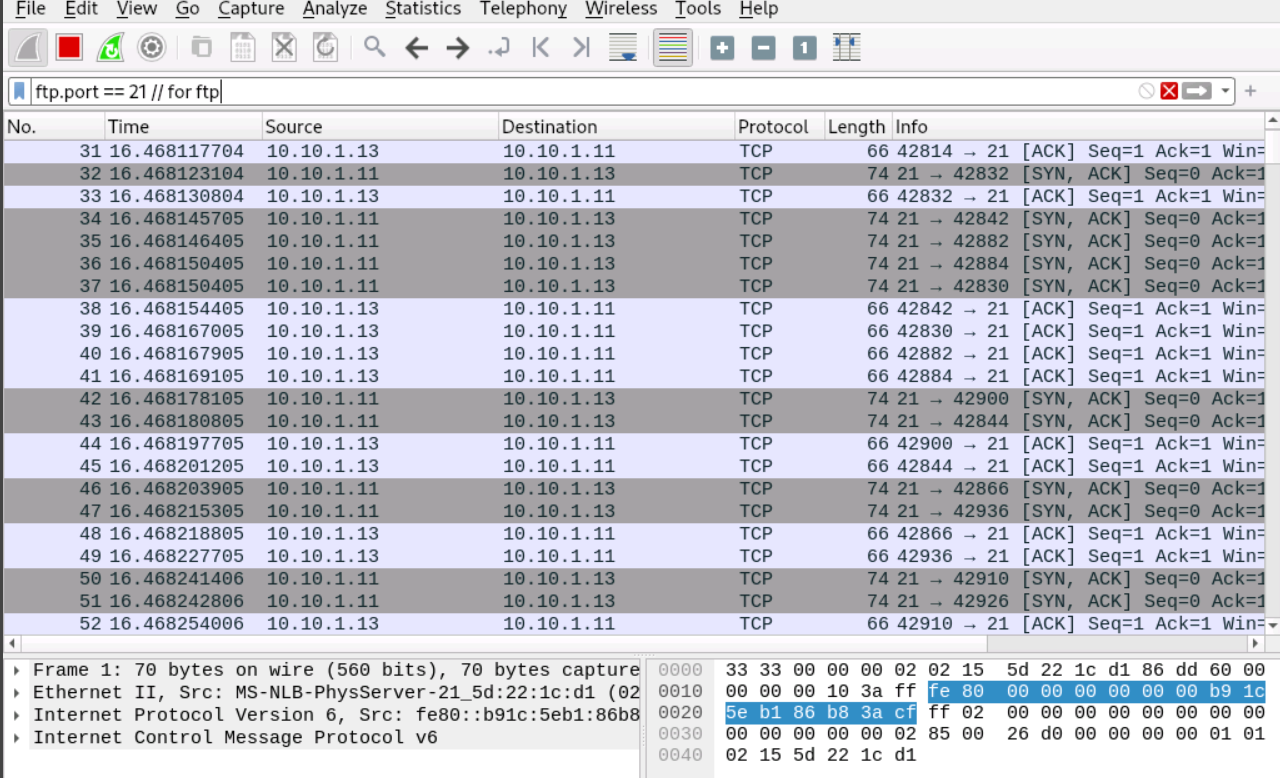 File Edit View Go Capture Analyze Statistics Telephony Wireless Tools Help
ftp.port == 21 // for ftp
No. Time Source Destination Protocol Length Info
31 16.468117704 10.10.1.13 10.10.1.11 TCP 66 42814 → 21 [ACK] Seq=1 Ack=1 Win=
32 16.468123104 10.10.1.11 10.10.1.13 TCP 74 21 → 42832 [SYN, ACK] Seq=0 Ack=1
33 16.468130804 10.10.1.13 10.10.1.11 TCP 66 42832 → 21 [ACK] Seq=1 Ack=1 Win=
34 16.468145705 10.10.1.11 10.10.1.13 TCP 74 21 → 42842 [SYN, ACK] Seq=0 Ack=1
35 16.468146405 10.10.1.11 10.10.1.13 TCP 74 21 → 42882 [SYN, ACK] Seq=0 Ack=1
36 16.468150405 10.10.1.11 10.10.1.13 TCP 74 21 → 42884 [SYN, ACK] Seq=0 Ack=1
37 16.468150405 10.10.1.11 10.10.1.13 TCP 74 21 → 42830 [SYN, ACK] Seq=0 Ack=1
38 16.468154405 10.10.1.13 10.10.1.11 TCP 66 42842 → 21 [ACK] Seq=1 Ack=1 Win=
39 16.468167005 10.10.1.13 10.10.1.11 TCP 66 42830 → 21 [ACK] Seq=1 Ack=1 Win=
40 16.468167905 10.10.1.13 10.10.1.11 TCP 66 42882 → 21 [ACK] Seq=1 Ack=1 Win=
41 16.468169105 10.10.1.13 10.10.1.11 TCP 66 42884 → 21 [ACK] Seq=1 Ack=1 Win=
42 16.468178105 10.10.1.11 10.10.1.13 TCP 74 21 → 42900 [SYN, ACK] Seq=0 Ack=1
43 16.468180805 10.10.1.11 10.10.1.13 TCP 74 21 → 42844 [SYN, ACK] Seq=0 Ack=1
44 16.468197705 10.10.1.13 10.10.1.11 TCP 66 42900 → 21 [ACK] Seq=1 Ack=1 Win=
45 16.468201205 10.10.1.13 10.10.1.11 TCP 66 42844 → 21 [ACK] Seq=1 Ack=1 Win=
46 16.468203905 10.10.1.11 10.10.1.13 TCP 74 21 → 42866 [SYN, ACK] Seq=0 Ack=1
47 16.468215305 10.10.1.11 10.10.1.13 TCP 74 21 → 42936 [SYN, ACK] Seq=0 Ack=1
48 16.468218805 10.10.1.13 10.10.1.11 TCP 66 42866 → 21 [ACK] Seq=1 Ack=1 Win=
49 16.468227705 10.10.1.13 10.10.1.11 TCP 66 42936 → 21 [ACK] Seq=1 Ack=1 Win=
50 16.468241406 10.10.1.11 10.10.1.13 TCP 74 21 → 42910 [SYN, ACK] Seq=0 Ack=1
51 16.468242806 10.10.1.11 10.10.1.13 TCP 74 21 → 42926 [SYN, ACK] Seq=0 Ack=1
52 16.468254006 10.10.1.13 10.10.1.11 TCP 66 42910 → 21 [ACK] Seq=1 Ack=1 Win=
Frame 1: 70 bytes on wire (560 bits), 70 bytes capture
Ethernet II, Src: MS-NLB-PhysServer-21_5d:22:1c:d1 (02
Internet Protocol Version 6, Src: fe80::b91c:5eb1:86b8
Internet Control Message Protocol v6
0000 33 33 00 00 00 02 02 15 5d 22 1c d1 86 dd 60 00
0010 00 00 00 10 3a ff fe 80 00 00 00 00 00 00 b9 1c
0020 5e b1 86 b8 3a cf ff 02 00 00 00 00 00 00 00 00
0030 00 00 00 00 00 02 85 00 26 d0 00 00 00 00 01 01
0040 02 15 5d 22 1c d1